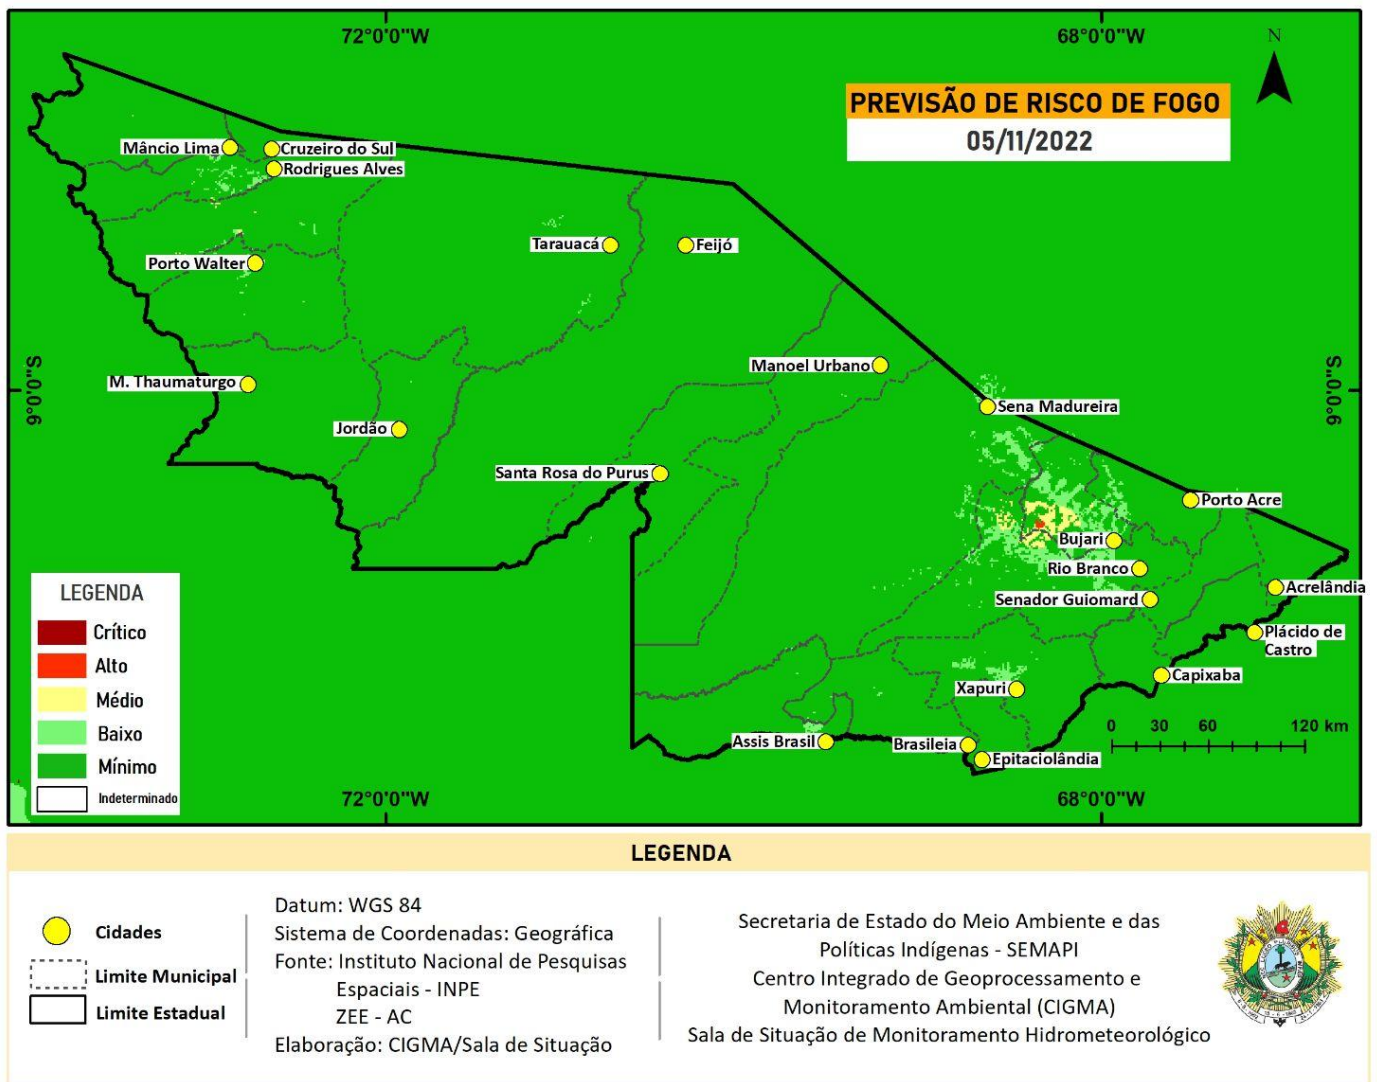 72°0'0"W
68°0'0"W
N
PREVISÃO DE RISCO DE FOGO
05/11/2022
Mâncio Lima
Cruzeiro do Sul
Rodrigues Alves
Tarauacá
Feijó
Porto Walter
Manoel Urbano
9°0'0"S
9°0'0"S
M. Thaumaturgo
Sena Madureira
Jordão
Santa Rosa do Purus
Porto Acre
Bujari
Rio Branco
Acrelândia
Senador Guiomard
Plácido de
Castro
Capixaba
Xapuri
Assis Brasil
Brasileia
Epitaciolândia
0 30 60 120 km
LEGENDA
Crítico
Alto
Médio
Baixo
Mínimo
Indeterminado
72°0'0"W
68°0'0"W
LEGENDA
Cidades
Limite Municipal
Limite Estadual
Datum: WGS 84
Sistema de Coordenadas: Geográfica
Fonte: Instituto Nacional de Pesquisas
Espaciais - INPE
ZEE - AC
Elaboração: CIGMA/Sala de Situação
Secretaria de Estado do Meio Ambiente e das
Políticas Indígenas - SEMAPI
Centro Integrado de Geoprocessamento e
Monitoramento Ambiental (CIGMA)
Sala de Situação de Monitoramento Hidrometeorológico